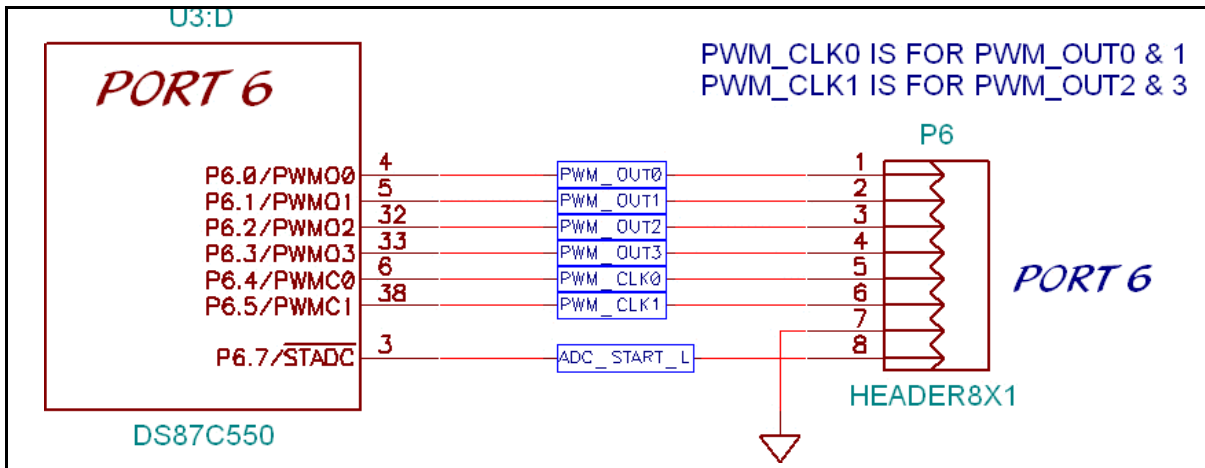 U3:D
PORT 6
PWM_CLK0 IS FOR PWM_OUT0 & 1
PWM_CLK1 IS FOR PWM_OUT2 & 3
P6
P6.0/PWMO0 4 PWM_OUT0 1
P6.1/PWMO1 5 PWM_OUT1 2
P6.2/PWMO2 32 PWM_OUT2 3
P6.3/PWMO3 33 PWM_OUT3 4
P6.4/PWMC0 6 PWM_CLK0 5
P6.5/PWMC1 38 PWM_CLK1 6
7
P6.7/STADC 3 ADC_START_L 8
PORT 6
HEADER8X1
DS87C550